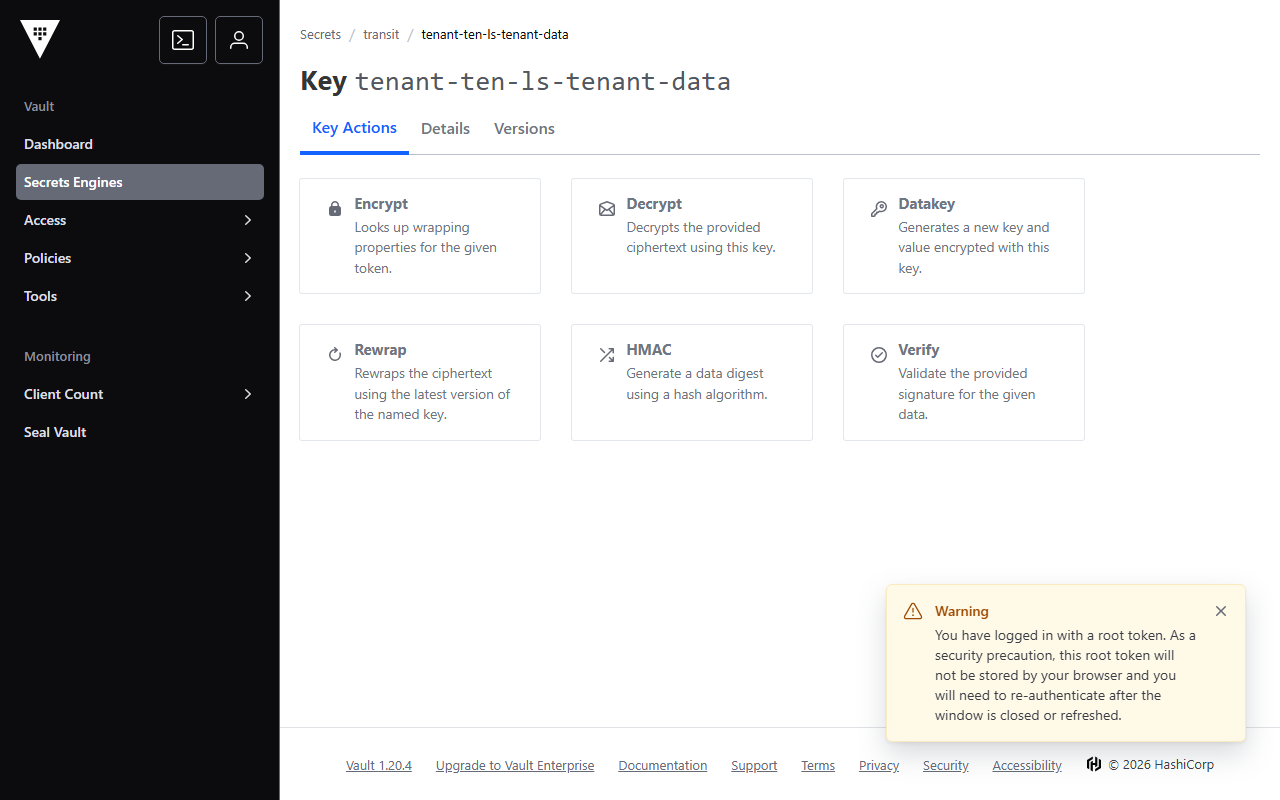 Vault
Dashboard
Secrets Engines
Access
Policies
Tools
Monitoring
Client Count
Seal Vault
Secrets / transit / tenant-ten-ls-tenant-data
Key tenant-ten-ls-tenant-data
Key Actions
Details
Versions
Encrypt
Looks up wrapping
properties for the given
token.
Decrypt
Decrypts the provided
ciphertext using this key.
Datakey
Generates a new key and
value encrypted with this
key.
Rewrap
Rewraps the ciphertext
using the latest version of
the named key.
HMAC
Generate a data digest
using a hash algorithm.
Verify
Validate the provided
signature for the given
data.
Warning
You have logged in with a root token. As a
security precaution, this root token will
not be stored by your browser and you
will need to re-authenticate after the
window is closed or refreshed.
Vault 1.20.4
Upgrade to Vault Enterprise
Documentation
Support
Terms
Privacy
Security
Accessibility
© 2026 HashiCorp